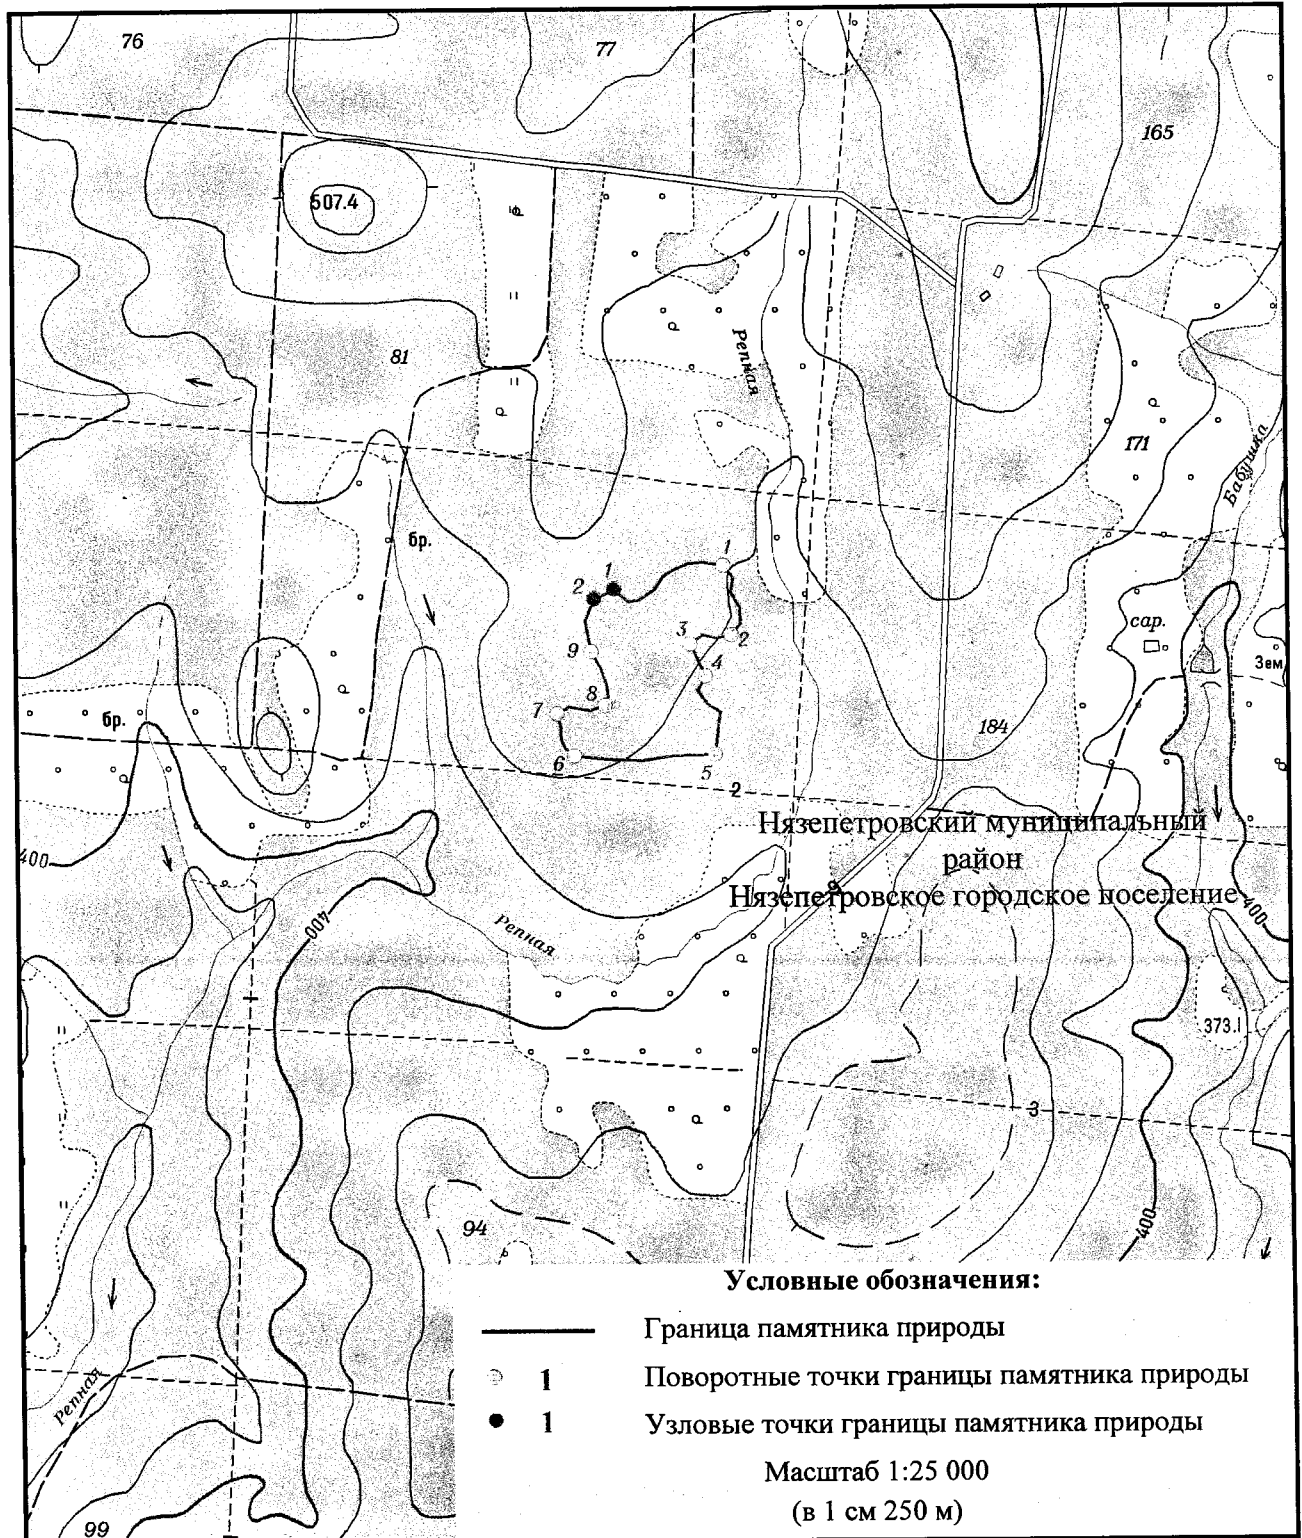 76
77
165
507.4
81
Репная
171
Бабушка
бр.
1
1
2
3
2
сар.
9
4
Зем
8
7
бр.
184
6
5
2
Нязепетровский муниципальный
район
400
Нязепетровское городское поселение
400
400
Репная
373.1
3
94
400
Условные обозначения:
Граница памятника природы
1 Поворотные точки границы памятника природы
1 Узловые точки границы памятника природы
Репная
Масштаб 1:25 000
(в 1 см 250 м)
99